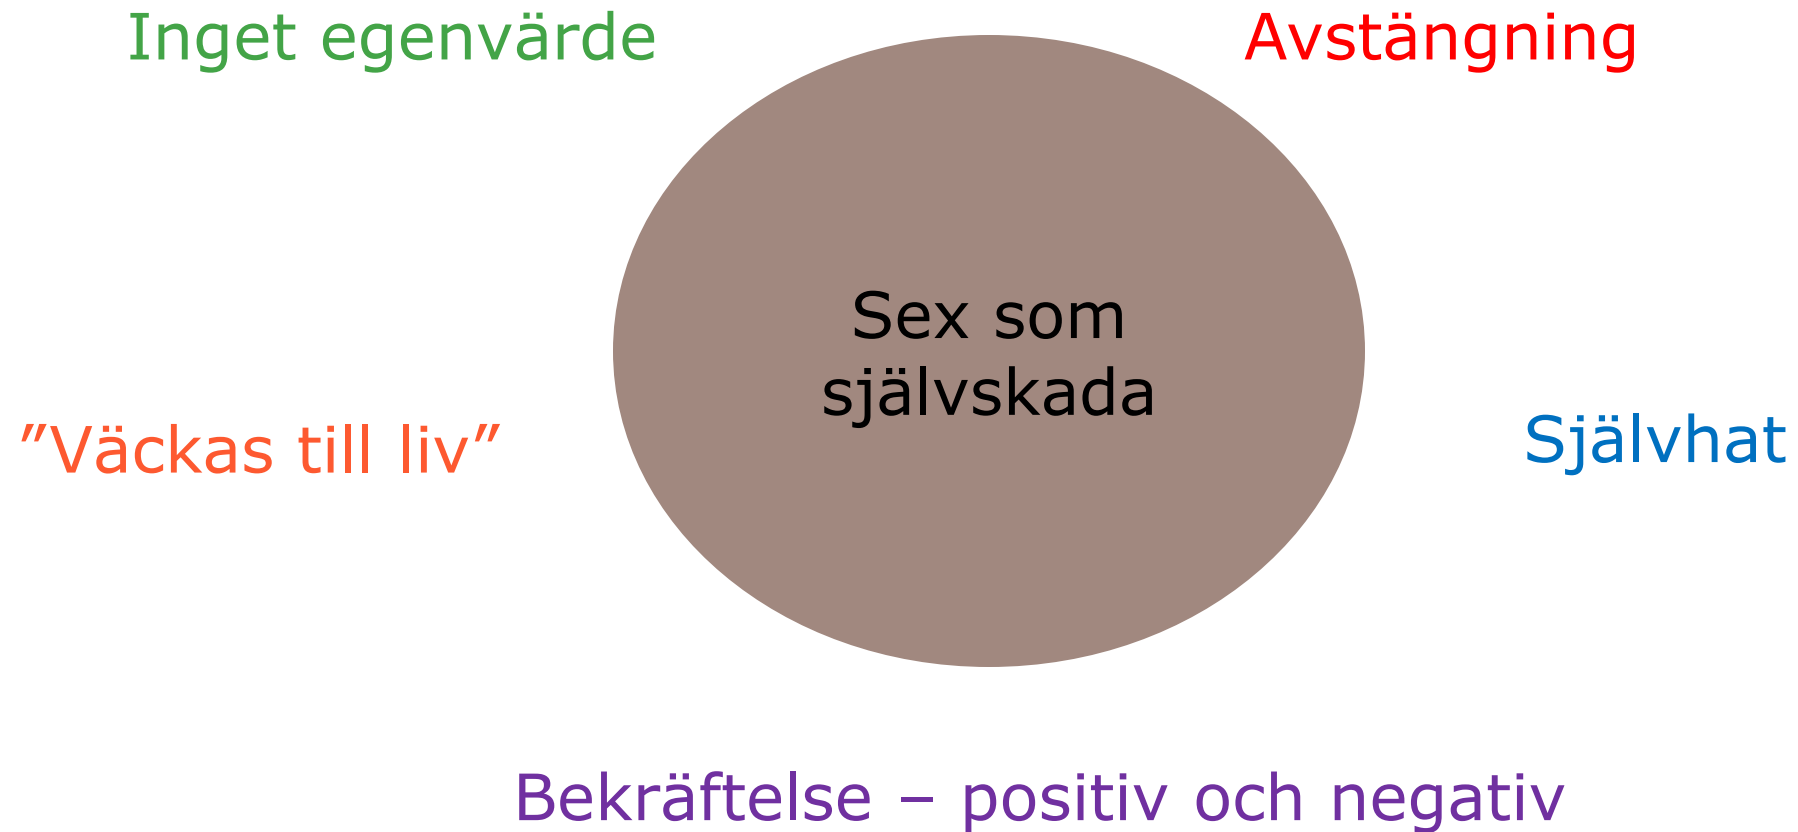 Inget egenvärde
Avstängning
Sex som
självskada
”Väckas till liv”
Självhat
Bekräftelse – positiv och negativ